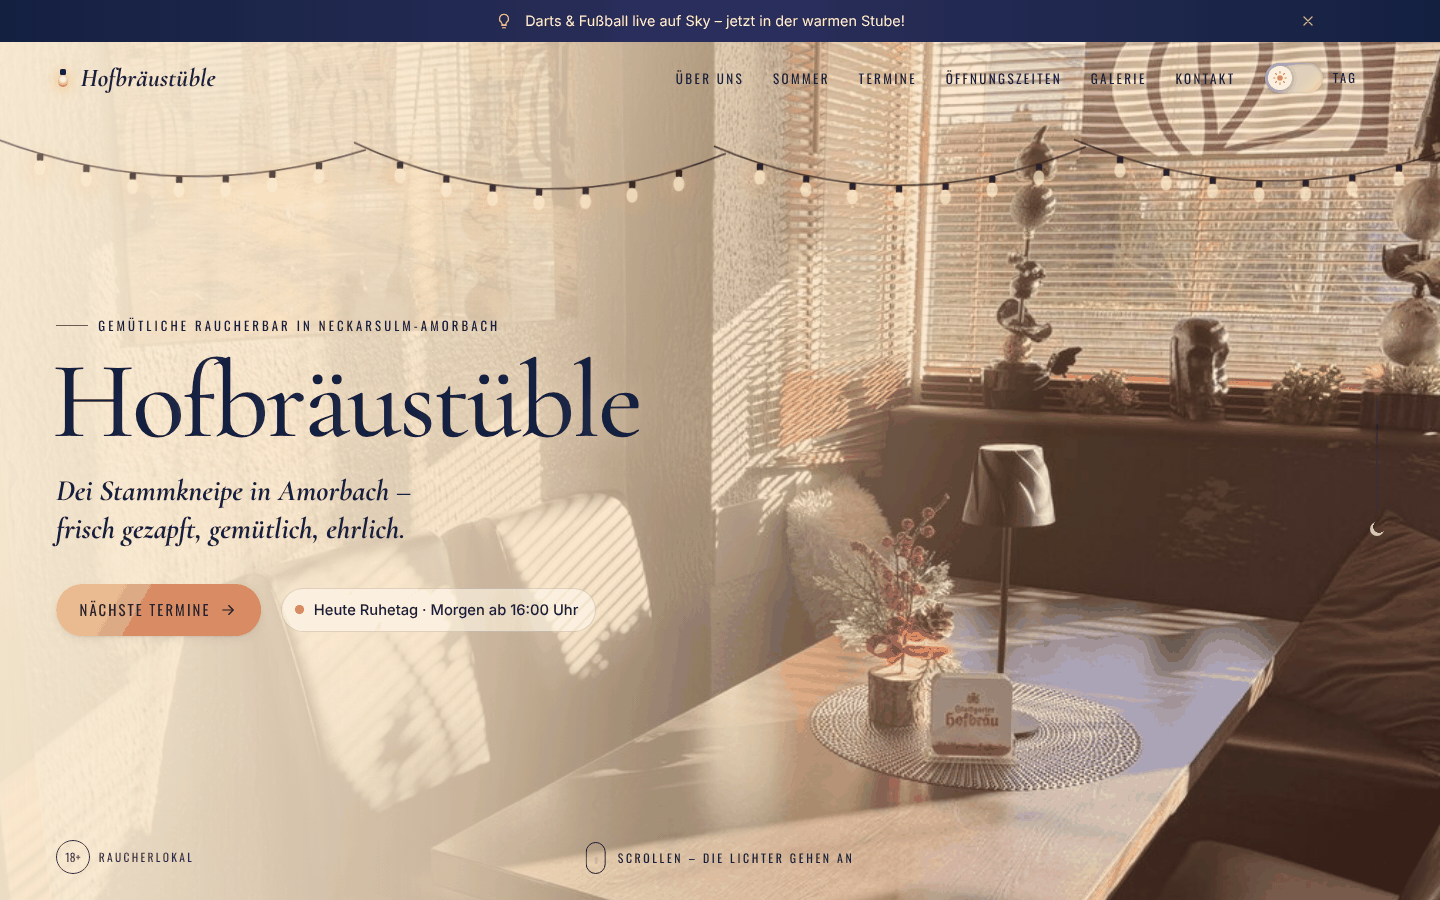 Darts & Fußball live auf Sky – jetzt in der warmen Stube!
Hofbräustüble
ÜBER UNS
SOMMER
TERMINE
ÖFFNUNGSZEITEN
GALERIE
KONTAKT
TAG
GEMÜTLICHE RAUCHERBAR IN NECKARSULM-AMORBACH
Hofbräustüble
Dei Stammkneipe in Amorbach –
frisch gezapft, gemütlich, ehrlich.
NÄCHSTE TERMINE →
Heute Ruhetag · Morgen ab 16:00 Uhr
Stuttgarter
Hofbräu
18+ RAUCHERLOKAL
SCROLLEN – DIE LICHTER GEHEN AN